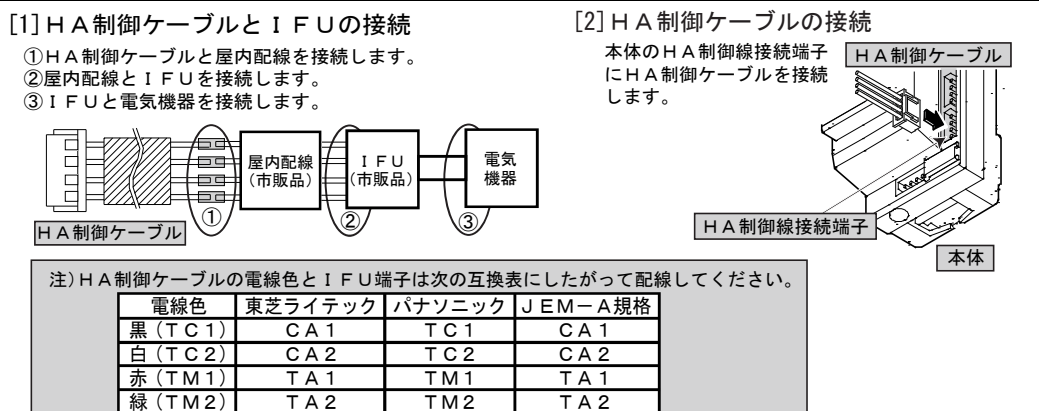 [1]ＨＡ制御ケーブルとＩＦＵの接続
①ＨＡ制御ケーブルと屋内配線を接続します。
②屋内配線とＩＦＵを接続します。
③ＩＦＵと電気機器を接続します。
屋内配線
(市販品)
ＩＦＵ
(市販品)
電気
機器
①
②
③
ＨＡ制御ケーブル
[2]ＨＡ制御ケーブルの接続
本体のＨＡ制御線接続端子
にＨＡ制御ケーブルを接続
します。
ＨＡ制御ケーブル
ＨＡ制御線接続端子
本体
注)ＨＡ制御ケーブルの電線色とＩＦＵ端子は次の互換表にしたがって配線してください。
電線色 東芝ライテック パナソニック ＪＥＭ－Ａ規格
黒(ＴＣ１) ＣＡ１ ＴＣ１ ＣＡ１
白(ＴＣ２) ＣＡ２ ＴＣ２ ＣＡ２
赤(ＴＭ１) ＴＡ１ ＴＭ１ ＴＡ１
緑(ＴＭ２) ＴＡ２ ＴＭ２ ＴＡ２